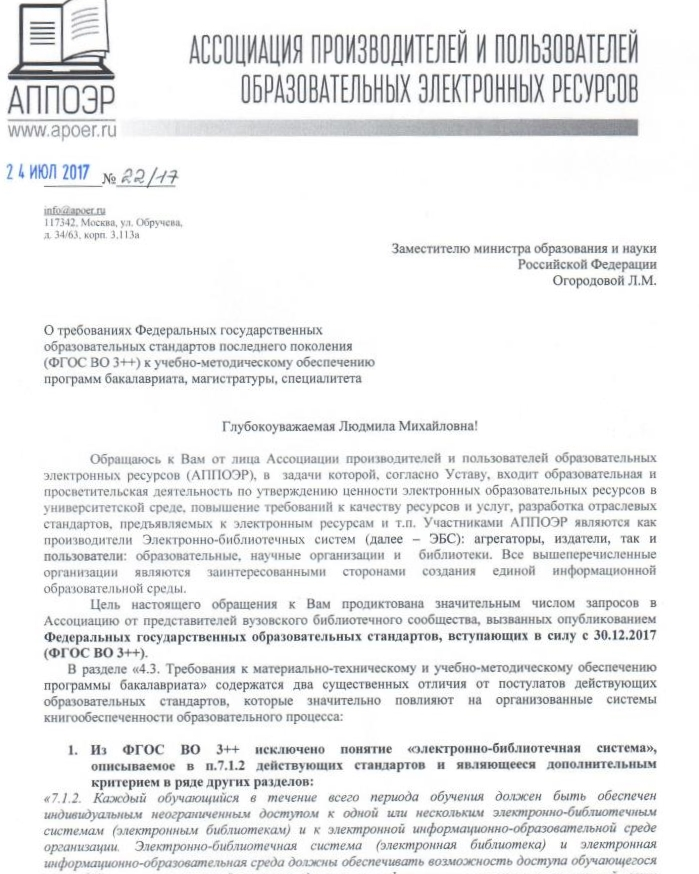 АССОЦИАЦИЯ ПРОИЗВОДИТЕЛЕЙ И ПОЛЬЗОВАТЕЛЕЙ
ОБРАЗОВАТЕЛЬНЫХ ЭЛЕКТРОННЫХ РЕСУРСОВ
АППОЭР
www.apoer.ru
24 ИЮЛ 2017 № 22/17
info@apoer.ru
117342, Москва, ул. Обручева,
д. 34/63, корп. 3,113а
Заместителю министра образования и науки
Российской Федерации
Огородовой Л.М.
О требованиях Федеральных государственных
образовательных стандартов последнего поколения
(ФГОС ВО 3++) к учебно-методическому обеспечению
программ бакалавриата, магистратуры, специалитета
Глубокоуважаемая Людмила Михайловна!
Обращаюсь к Вам от лица Ассоциации производителей и пользователей образовательных
электронных ресурсов (АППОЭР), в задачи которой, согласно Уставу, входит образовательная и
просветительская деятельность по утверждению ценности электронных образовательных ресурсов в
университетской среде, повышение требований к качеству ресурсов и услуг, разработка отраслевых
стандартов, предъявляемых к электронным ресурсам и т.п. Участниками АППОЭР являются как
производители Электронно-библиотечных систем (далее – ЭБС): агрегаторы, издатели, так и
пользователи: образовательные, научные организации и библиотеки. Все вышеперечисленные
организации являются заинтересованными сторонами создания единой информационной
образовательной среды.
Цель настоящего обращения к Вам продиктована значительным числом запросов в
Ассоциацию от представителей вузовского библиотечного сообщества, вызванных опубликованием
Федеральных государственных образовательных стандартов, вступающих в силу с 30.12.2017
(ФГОС ВО 3++).
В разделе «4.3. Требования к материально-техническому и учебно-методическому обеспечению
программы бакалавриата» содержатся два существенных отличия от постулатов действующих
образовательных стандартов, которые значительно повлияют на организованные системы
книгообеспеченности образовательного процесса:
1. Из ФГОС ВО 3++ исключено понятие «электронно-библиотечная система»,
описываемое в п.7.1.2 действующих стандартов и являющееся дополнительным
критерием в ряде других разделов:
«7.1.2. Каждый обучающийся в течение всего периода обучения должен быть обеспечен
индивидуальным неограниченным доступом к одной или нескольким электронно-библиотечным
системам (электронным библиотекам) и к электронной информационно-образовательной среде
организации. Электронно-библиотечная система (электронная библиотека) и электронная
информационно-образовательная среда должны обеспечивать возможность доступа обучающегося